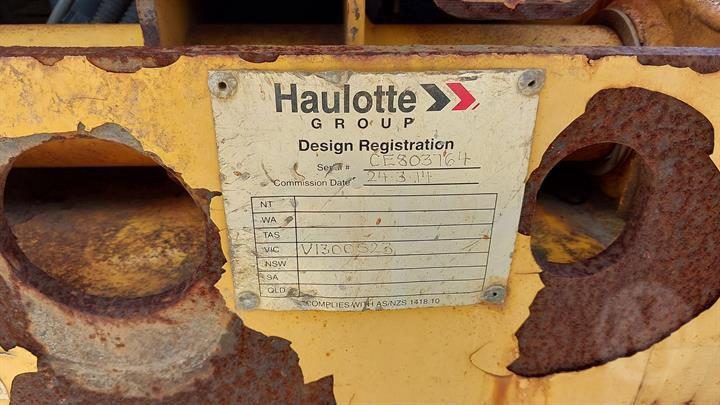 Haulotte
GROUP
Design Registration
Serial # CE803764
Commission Date 24.3.14
NT
WA
TAS
VIC V1300523
NSW
SA
QLD
COMPLIES WITH AS/NZS 1418.10